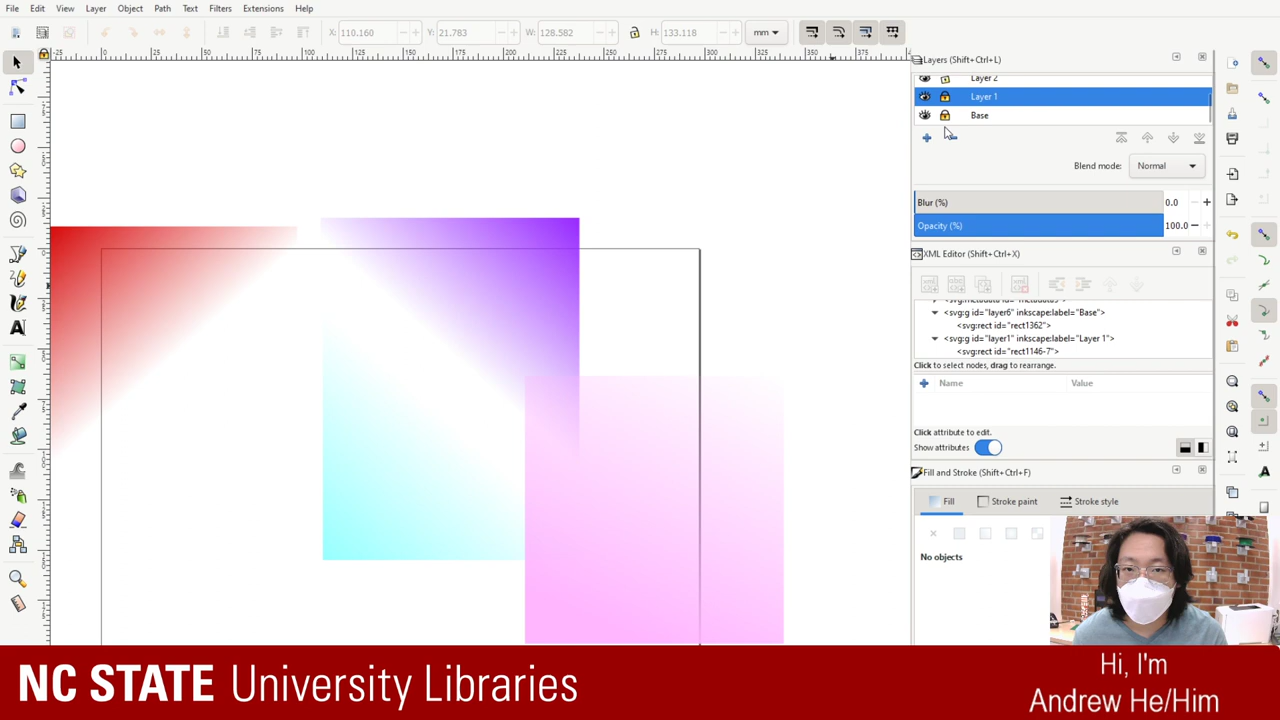 File Edit View Layer Object Path Text Filters Extensions Help
X: 110.160 Y: 21.783 W: 128.582 H: 133.118 mm
Layers (Shift+Ctrl+L)
Layer 2
Layer 1
Base
Blend mode: Normal
Blur (%) 0.0
Opacity (%) 100.0
XML Editor (Shift+Ctrl+X)
<svg:g id="layer6" inkscape:label="Base">
<svg:rect id="rect1362">
<svg:g id="layer1" inkscape:label="Layer 1">
<svg:rect id="rect1146-7">
Click to select nodes, drag to rearrange.
Name Value
Click attribute to edit.
Show attributes
Fill and Stroke (Shift+Ctrl+F)
Fill Stroke paint Stroke style
No objects
NC STATE University Libraries
Hi, I'm
Andrew He/Him